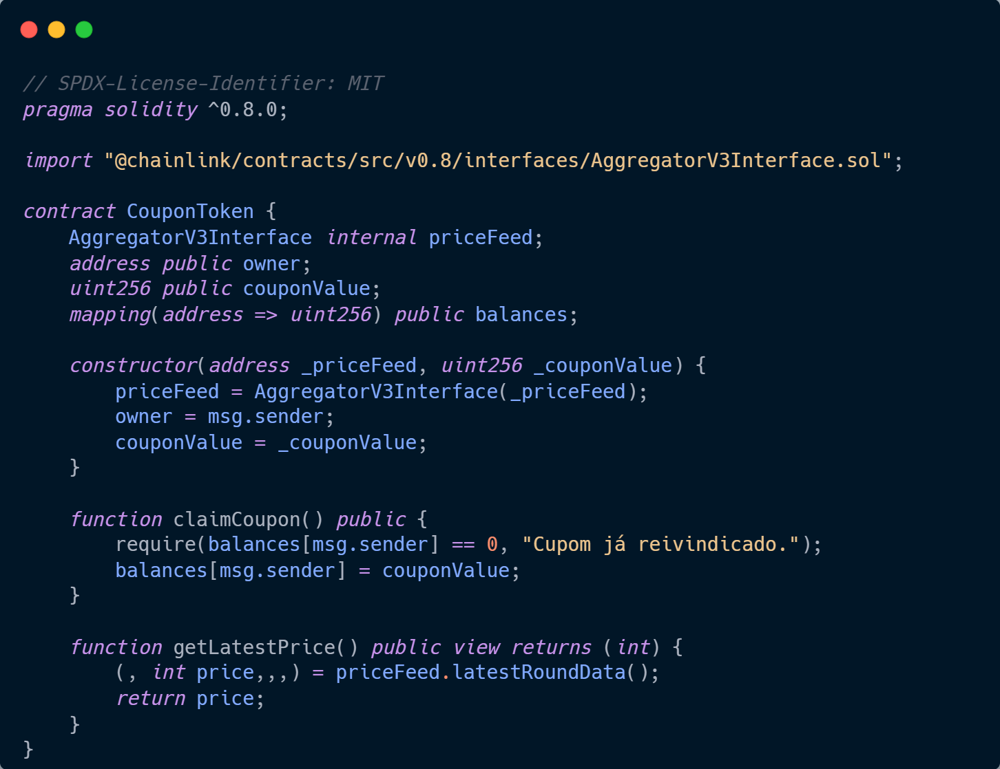 // SPDX-License-Identifier: MIT
pragma solidity ^0.8.0;

import "@chainlink/contracts/src/v0.8/interfaces/AggregatorV3Interface.sol";

contract CouponToken {
    AggregatorV3Interface internal priceFeed;
    address public owner;
    uint256 public couponValue;
    mapping(address => uint256) public balances;

    constructor(address _priceFeed, uint256 _couponValue) {
        priceFeed = AggregatorV3Interface(_priceFeed);
        owner = msg.sender;
        couponValue = _couponValue;
    }

    function claimCoupon() public {
        require(balances[msg.sender] == 0, "Cupom já reivindicado.");
        balances[msg.sender] = couponValue;
    }

    function getLatestPrice() public view returns (int) {
        (, int price,,,) = priceFeed.latestRoundData();
        return price;
    }
}